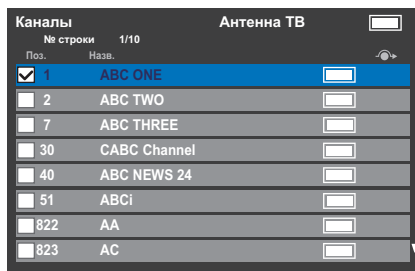 Каналы Антенна ТВ
№ строки 1/10
Поз. Назв.
1 ABC ONE
2 ABC TWO
7 ABC THREE
30 CABC Channel
40 ABC NEWS 24
51 ABCi
822 AA
823 AC